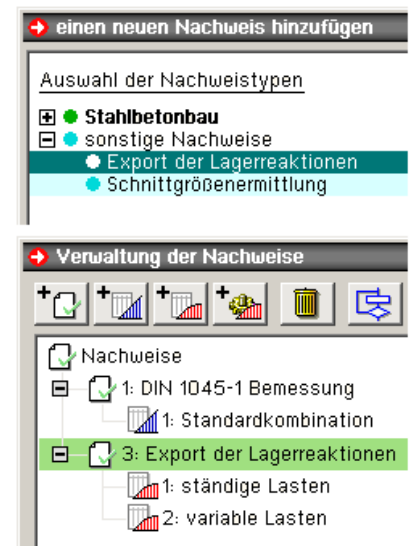 einen neuen Nachweis hinzufügen
Auswahl der Nachweistypen
Stahlbetonbau
sonstige Nachweise
Export der Lagerreaktionen
Schnittgrößenermittlung
Verwaltung der Nachweise
Nachweise
1: DIN 1045-1 Bemessung
1: Standardkombination
3: Export der Lagerreaktionen
1: ständige Lasten
2: variable Lasten